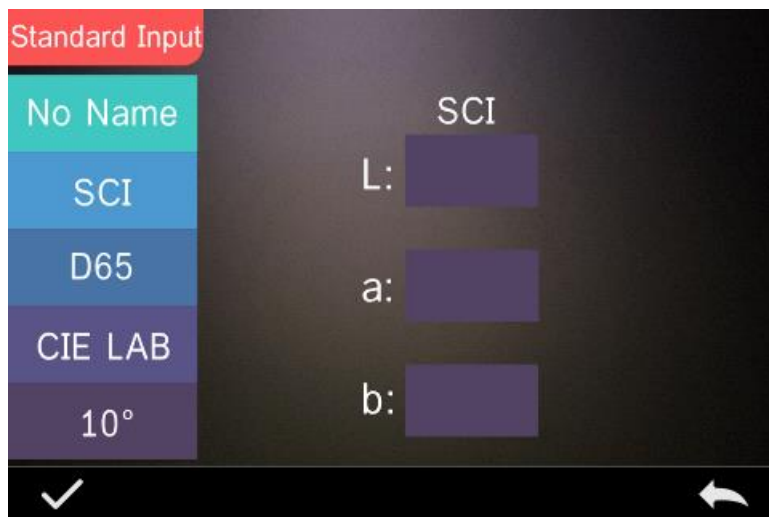 Standard Input
No Name
SCI
D65
CIE LAB
10°
SCI
L:
a:
b: